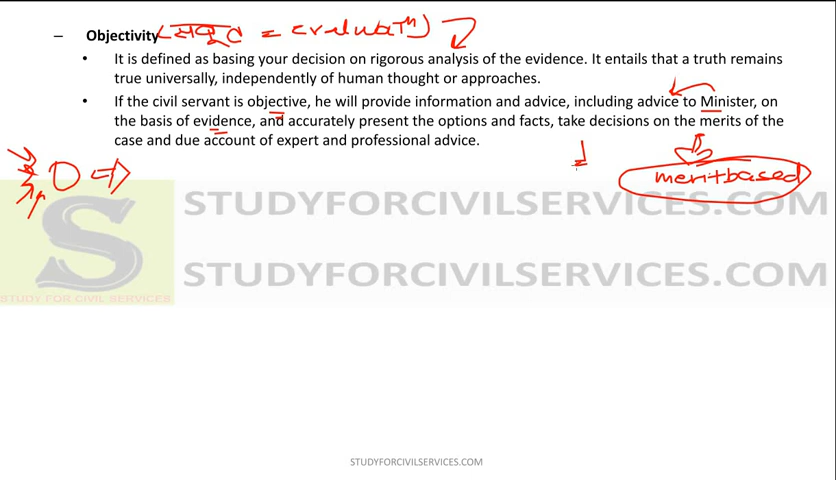 – Objectivity (सबूत = evaluatn)
• It is defined as basing your decision on rigorous analysis of the evidence. It entails that a truth remains
true universally, independently of human thought or approaches.
• If the civil servant is objective, he will provide information and advice, including advice to Minister, on
the basis of evidence, and accurately present the options and facts, take decisions on the merits of the
case and due account of expert and professional advice.
merit based
STUDYFORCIVILSERVICES.COM
STUDYFORCIVILSERVICES.COM
S
STUDY FOR CIVIL SERVICES
STUDYFORCIVILSERVICES.COM